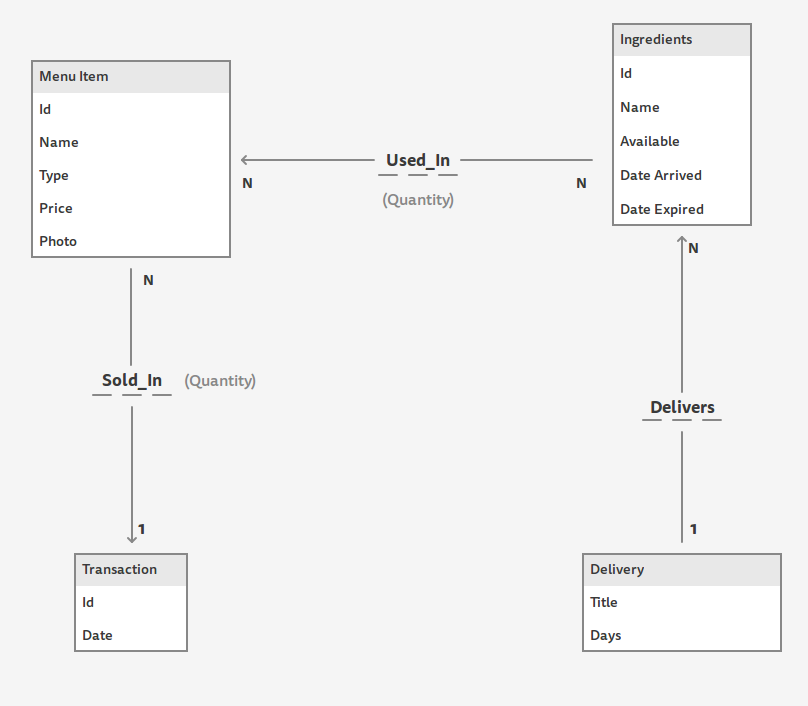 Menu Item
Id
Name
Type
Price
Photo
Used_In
(Quantity)
N
N
Ingredients
Id
Name
Available
Date Arrived
Date Expired
N
Sold_In
(Quantity)
1
Transaction
Id
Date
N
Delivers
1
Delivery
Title
Days